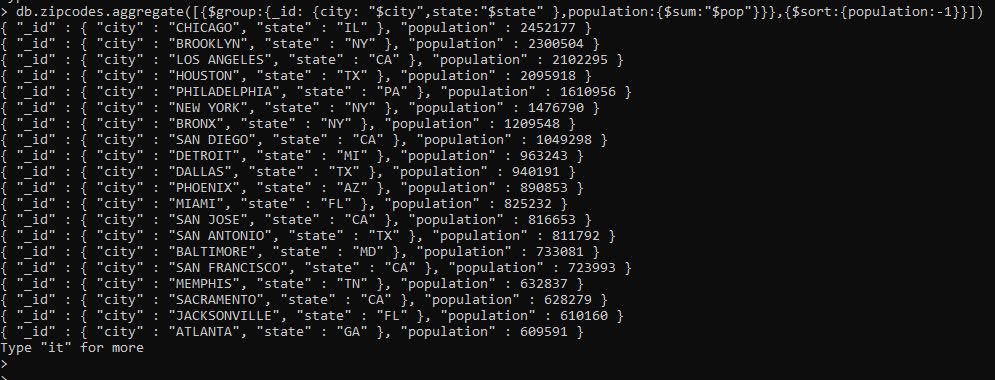 > db.zipcodes.aggregate([{$group:{_id: {city: "$city",state:"$state" },population:{$sum:"$pop"}}},{$sort:{population:-1}}])
{ "_id" : { "city" : "CHICAGO", "state" : "IL" }, "population" : 2452177 }
{ "_id" : { "city" : "BROOKLYN", "state" : "NY" }, "population" : 2300504 }
{ "_id" : { "city" : "LOS ANGELES", "state" : "CA" }, "population" : 2102295 }
{ "_id" : { "city" : "HOUSTON", "state" : "TX" }, "population" : 2095918 }
{ "_id" : { "city" : "PHILADELPHIA", "state" : "PA" }, "population" : 1610956 }
{ "_id" : { "city" : "NEW YORK", "state" : "NY" }, "population" : 1476790 }
{ "_id" : { "city" : "BRONX", "state" : "NY" }, "population" : 1209548 }
{ "_id" : { "city" : "SAN DIEGO", "state" : "CA" }, "population" : 1049298 }
{ "_id" : { "city" : "DETROIT", "state" : "MI" }, "population" : 963243 }
{ "_id" : { "city" : "DALLAS", "state" : "TX" }, "population" : 940191 }
{ "_id" : { "city" : "PHOENIX", "state" : "AZ" }, "population" : 890853 }
{ "_id" : { "city" : "MIAMI", "state" : "FL" }, "population" : 825232 }
{ "_id" : { "city" : "SAN JOSE", "state" : "CA" }, "population" : 816653 }
{ "_id" : { "city" : "SAN ANTONIO", "state" : "TX" }, "population" : 811792 }
{ "_id" : { "city" : "BALTIMORE", "state" : "MD" }, "population" : 733081 }
{ "_id" : { "city" : "SAN FRANCISCO", "state" : "CA" }, "population" : 723993 }
{ "_id" : { "city" : "MEMPHIS", "state" : "TN" }, "population" : 632837 }
{ "_id" : { "city" : "SACRAMENTO", "state" : "CA" }, "population" : 628279 }
{ "_id" : { "city" : "JACKSONVILLE", "state" : "FL" }, "population" : 610160 }
{ "_id" : { "city" : "ATLANTA", "state" : "GA" }, "population" : 609591 }
Type "it" for more
>
>